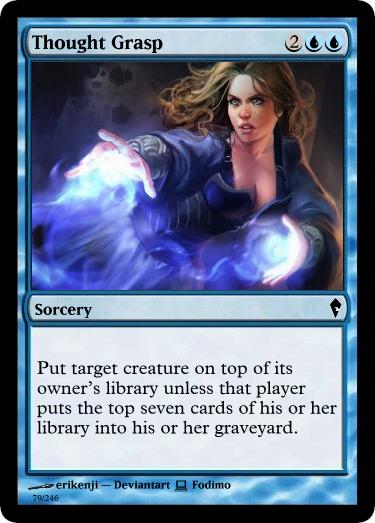 Thought Grasp 2
Sorcery
Put target creature on top of its
owner's library unless that player
puts the top seven cards of his or her
library into his or her graveyard.
erikenji — Deviantart Fodimo
79/246